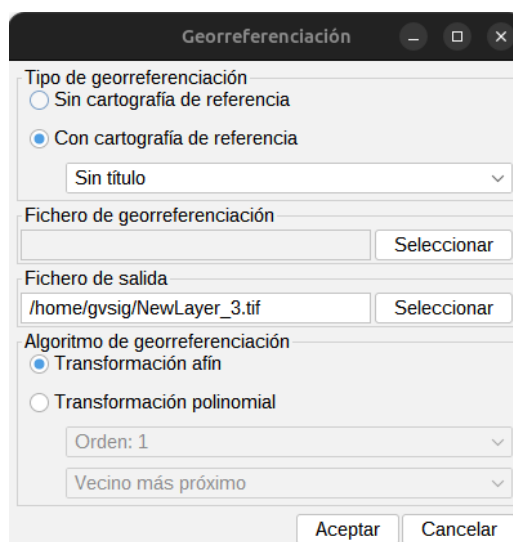 Georreferenciación
Tipo de georreferenciación
Sin cartografía de referencia
Con cartografía de referencia
Sin título
Fichero de georreferenciación
Seleccionar
Fichero de salida
/home/gvsig/NewLayer_3.tif Seleccionar
Algoritmo de georreferenciación
Transformación afín
Transformación polinomial
Orden: 1
Vecino más próximo
Aceptar Cancelar